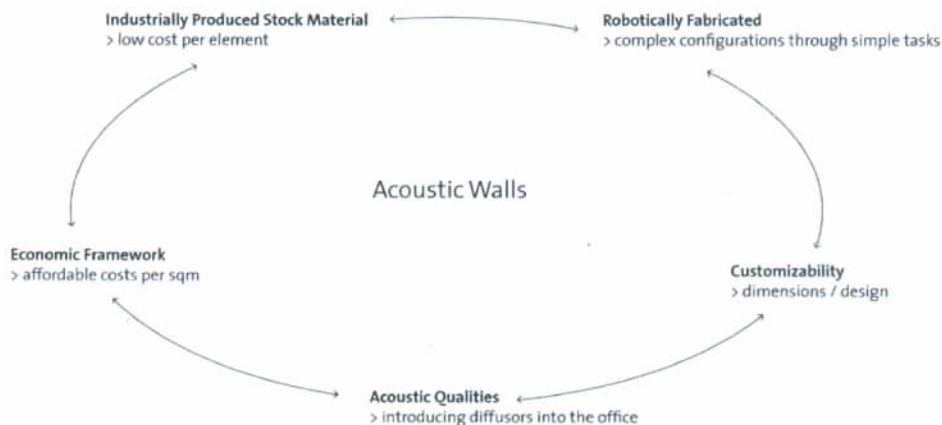 Industrially Produced Stock Material
> low cost per element
Robotically Fabricated
> complex configurations through simple tasks
Acoustic Walls
Economic Framework
> affordable costs per sqm
Customizability
> dimensions / design
Acoustic Qualities
> introducing diffusors into the office